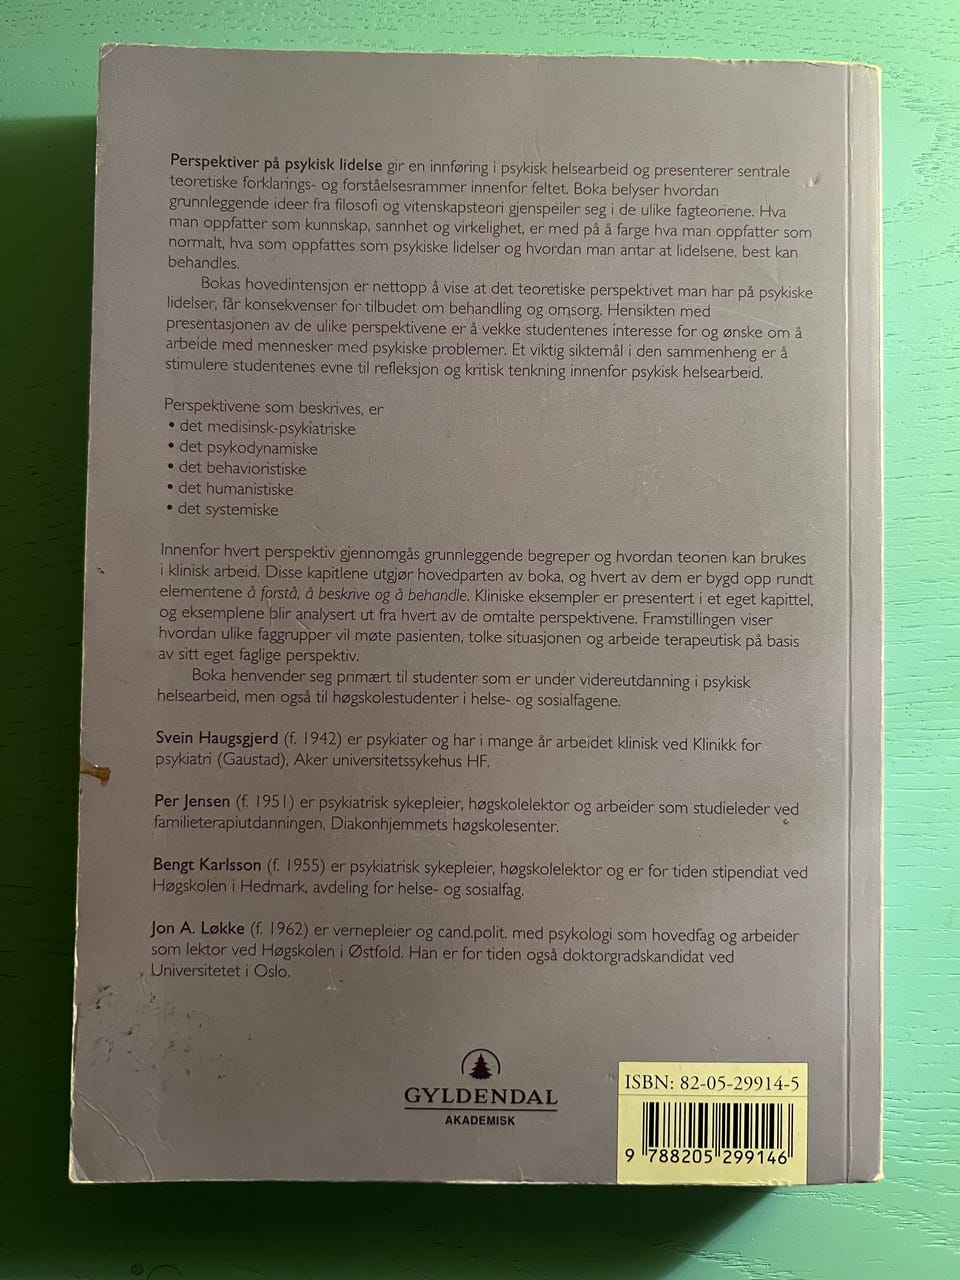 Perspektiver på psykisk lidelse gir en innføring i psykisk helsearbeid og presenterer sentrale
teoretiske forklarings- og forståelsesrammer innenfor feltet. Boka belyser hvordan
grunnleggende ideer fra filosofi og vitenskapsteori gjenspeiler seg i de ulike fagteoriene. Hva
man oppfatter som kunnskap, sannhet og virkelighet, er med på å farge hva man oppfatter som
normalt, hva som oppfattes som psykiske lidelser og hvordan man antar at lidelsene, best kan
behandles.
Bokas hovedintensjon er nettopp å vise at det teoretiske perspektivet man har på psykiske
lidelser, får konsekvenser for tilbudet om behandling og omsorg. Hensikten med
presentasjonen av de ulike perspektivene er å vekke studentenes interesse for og ønske om å
arbeide med mennesker med psykiske problemer. Et viktig siktemål i den sammenheng er å
stimulere studentenes evne til refleksjon og kritisk tenkning innenfor psykisk helsearbeid.
Perspektivene som beskrives, er
• det medisinsk-psykiatriske
• det psykodynamiske
• det behavioristiske
• det humanistiske
• det systemiske
Innenfor hvert perspektiv gjennomgås grunnleggende begreper og hvordan teorien kan brukes
i klinisk arbeid. Disse kapitlene utgjør hovedparten av boka, og hvert av dem er bygd opp rundt
elementene å forstå, å beskrive og å behandle. Kliniske eksempler er presentert i et eget kapittel,
og eksemplene blir analysert ut fra hvert av de omtalte perspektivene. Framstillingen viser
hvordan ulike faggrupper vil møte pasienten, tolke situasjonen og arbeide terapeutisk på basis
av sitt eget faglige perspektiv.
Boka henvender seg primært til studenter som er under videreutdanning i psykisk
helsearbeid, men også til høgskolestudenter i helse- og sosialfagene.
Svein Haugsgjerd (f. 1942) er psykiater og har i mange år arbeidet klinisk ved Klinikk for
psykiatri (Gaustad), Aker universitetssykehus HF.
Per Jensen (f. 1951) er psykiatrisk sykepleier, høgskolelektor og arbeider som studieleder ved
familieterapiutdanningen, Diakonhjemmets høgskolesenter.
Bengt Karlsson (f. 1955) er psykiatrisk sykepleier, høgskolelektor og er for tiden stipendiat ved
Høgskolen i Hedmark, avdeling for helse- og sosialfag.
Jon A. Løkke (f. 1962) er vernepleier og cand.polit. med psykologi som hovedfag og arbeider
som lektor ved Høgskolen i Østfold. Han er for tiden også doktorgradskandidat ved
Universitetet i Oslo.
GYLDENDAL
AKADEMISK
ISBN: 82-05-29914-5
9 788205 299146